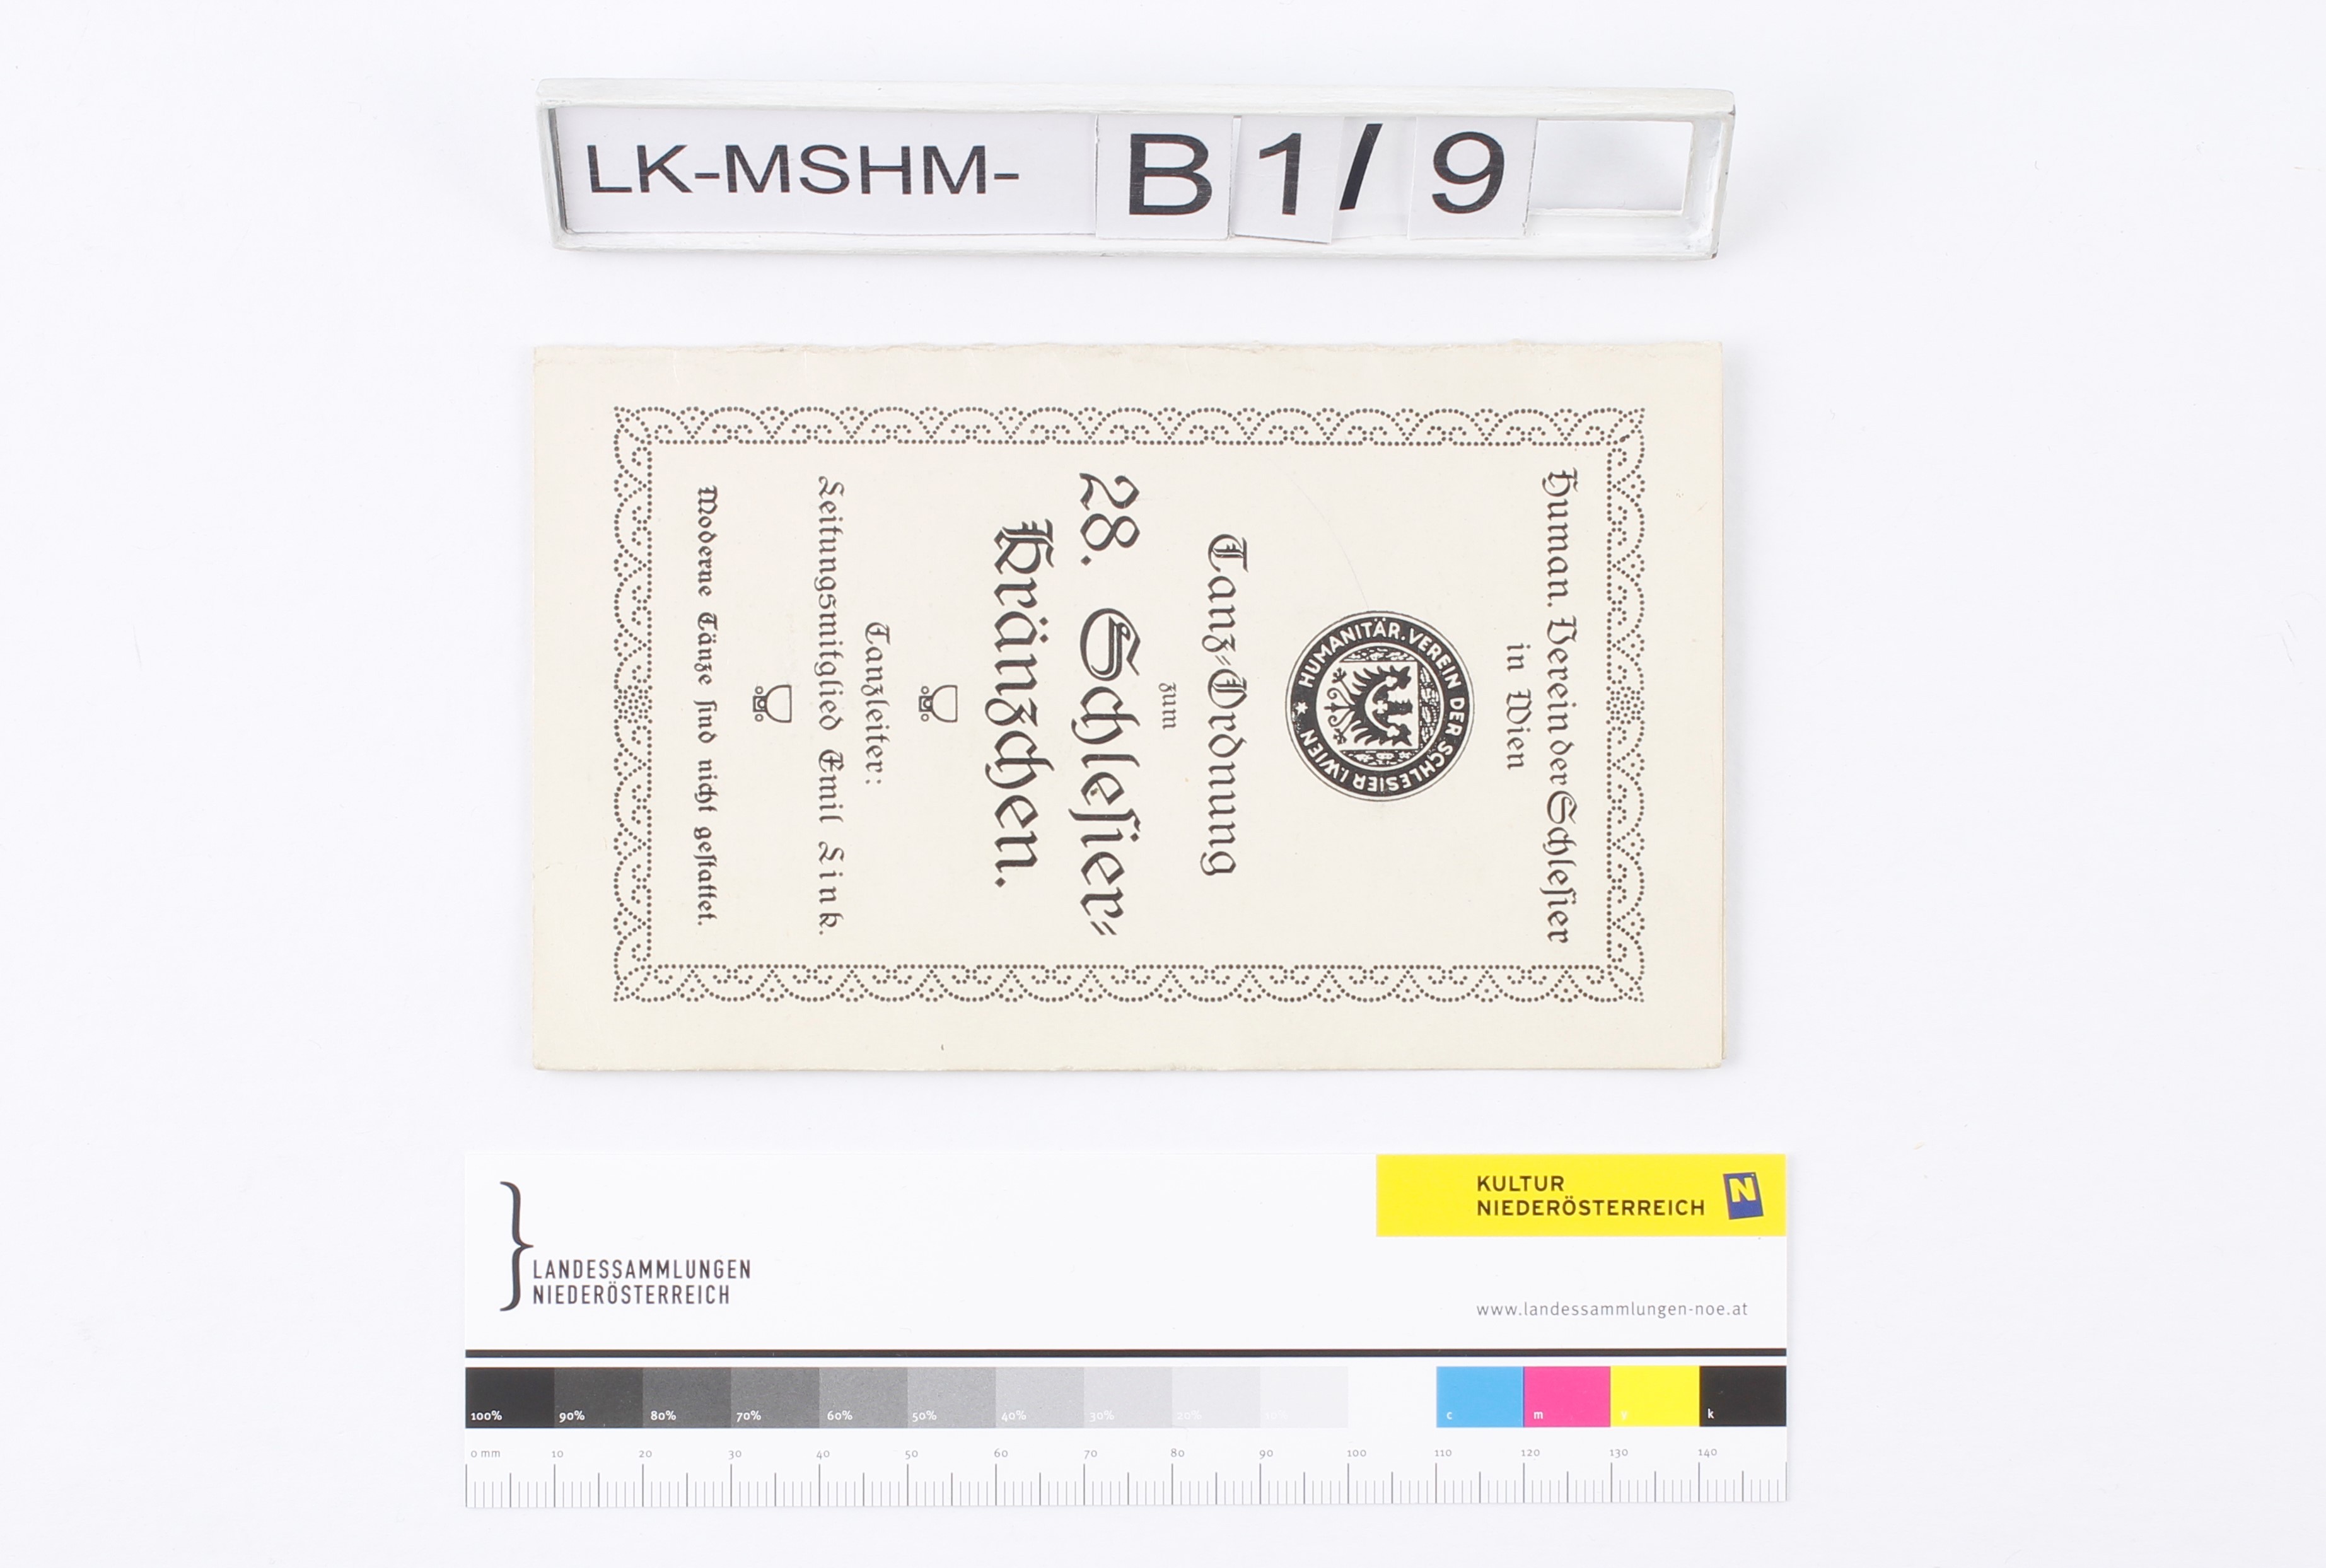 LK-MSHM- B 1 / 9
Human. Verein der Schlesier
in Wien
HUMANITÄR. VEREIN DER SCHLESIER I. WIEN
Tanz-Ordnung
zum
28. Schlesier-
Kränzchen.
Tanzleiter:
Leitungsmitglied Emil Link.
Moderne Tänze sind nicht gestattet.
KULTUR
NIEDERÖSTERREICH N
LANDESSAMMLUNGEN
NIEDERÖSTERREICH
www.landessammlungen-noe.at
100% 90% 80% 70% 60% 50% 40% 30% 20% 10% c m y k
0 mm 10 20 30 40 50 60 70 80 90 100 110 120 130 140